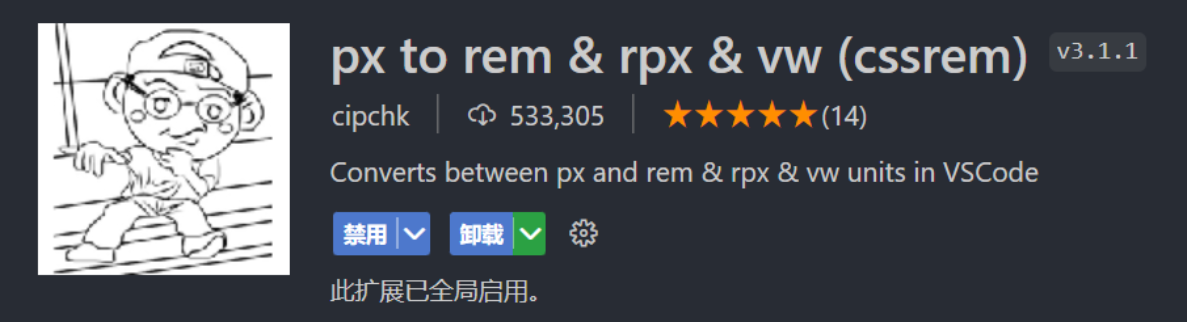 px to rem & rpx & vw (cssrem) v3.1.1
cipchk 533,305 (14)
Converts between px and rem & rpx & vw units in VSCode
禁用 卸载
此扩展已全局启用。